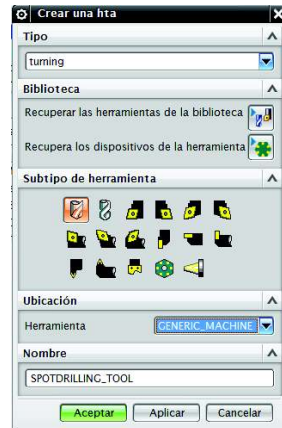 Crear una hta
Tipo
turning
Biblioteca
Recuperar las herramientas de la biblioteca
Recupera los dispositivos de la herramienta
Subtipo de herramienta
Ubicación
Herramienta GENERIC_MACHINE
Nombre
SPOTDRILLING_TOOL
Aceptar Aplicar Cancelar